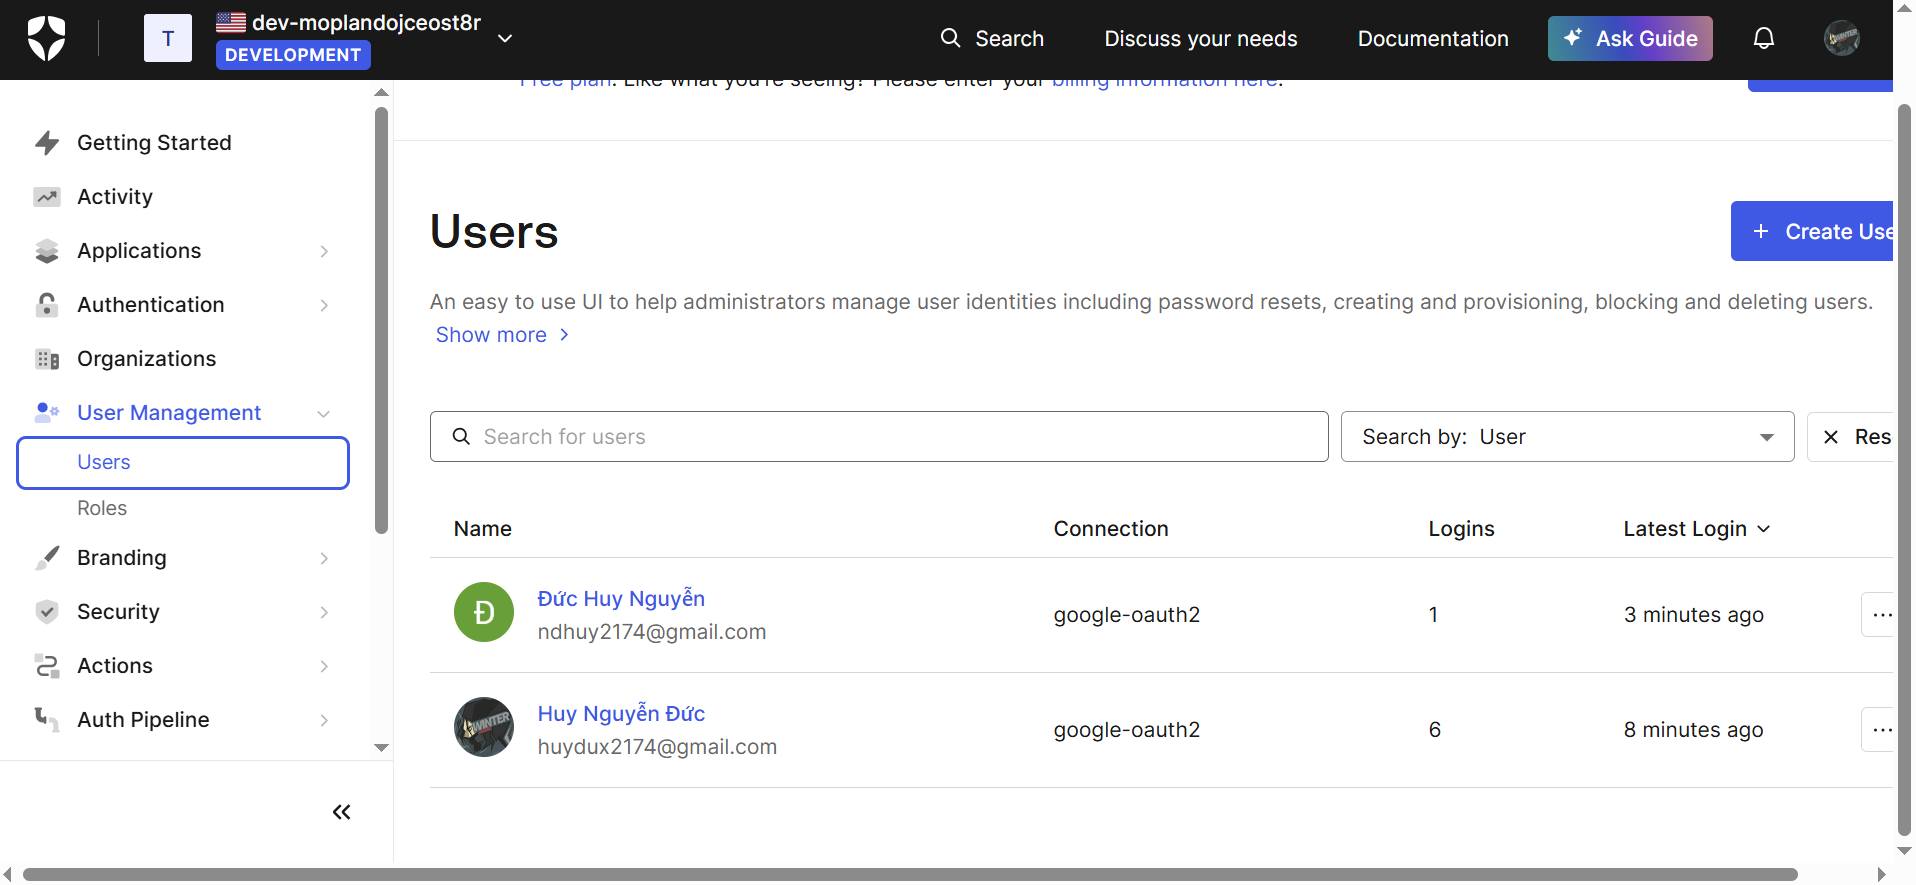 T
dev-moplandojceost8r
DEVELOPMENT
Search
Discuss your needs
Documentation
Ask Guide
Free plan. Like what you're seeing? Please enter your billing information here.
Getting Started
Activity
Applications
Authentication
Organizations
User Management
Users
Roles
Branding
Security
Actions
Auth Pipeline
Users
+ Create Use
An easy to use UI to help administrators manage user identities including password resets, creating and provisioning, blocking and deleting users.
Show more
Search for users
Search by: User
Res
Name Connection Logins Latest Login
Đ
Đức Huy Nguyễn
ndhuy2174@gmail.com
google-oauth2
1
3 minutes ago
WINTER
Huy Nguyễn Đức
huydux2174@gmail.com
google-oauth2
6
8 minutes ago